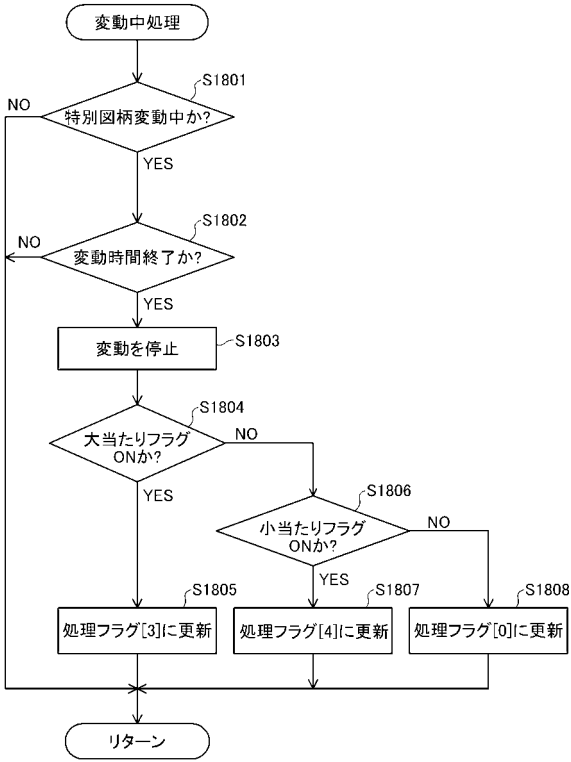 変動中処理
S1801
NO
特別図柄変動中か?
YES
S1802
NO
変動時間終了か?
YES
変動を停止
S1803
S1804
大当たりフラグ
ONか?
NO
YES
S1806
小当たりフラグ
ONか?
NO
YES
S1805
S1807
S1808
処理フラグ[3]に更新
処理フラグ[4]に更新
処理フラグ[0]に更新
リターン